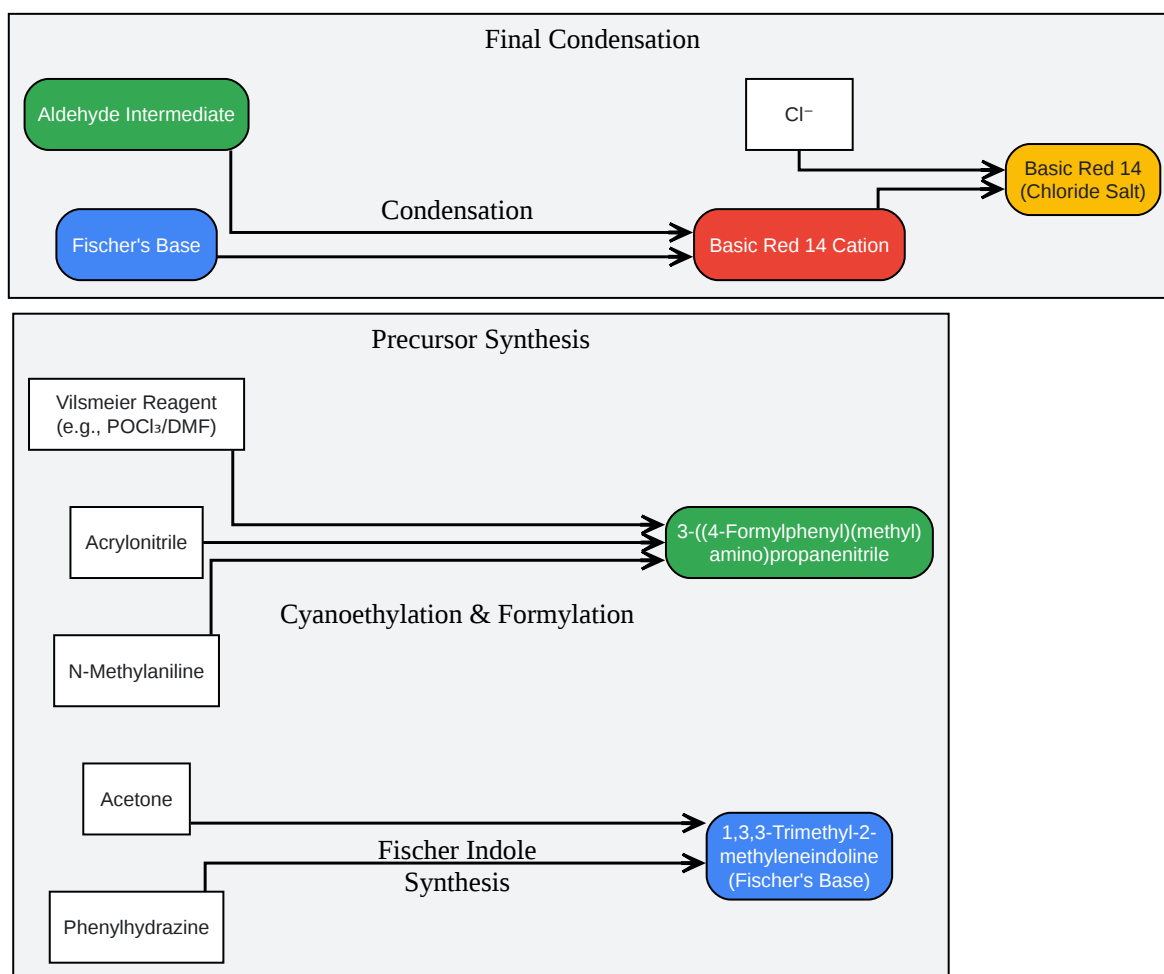 Final Condensation
Aldehyde Intermediate
Cl⁻
Basic Red 14
(Chloride Salt)
Condensation
Fischer's Base
Basic Red 14 Cation
Precursor Synthesis
Vilsmeier Reagent
(e.g., POCl₃/DMF)
Acrylonitrile
3-((4-Formylphenyl)(methyl)
amino)propanenitrile
Cyanoethylation & Formylation
N-Methylaniline
Acetone
1,3,3-Trimethyl-2-
methyleneindoline
(Fischer's Base)
Fischer Indole
Synthesis
Phenylhydrazine